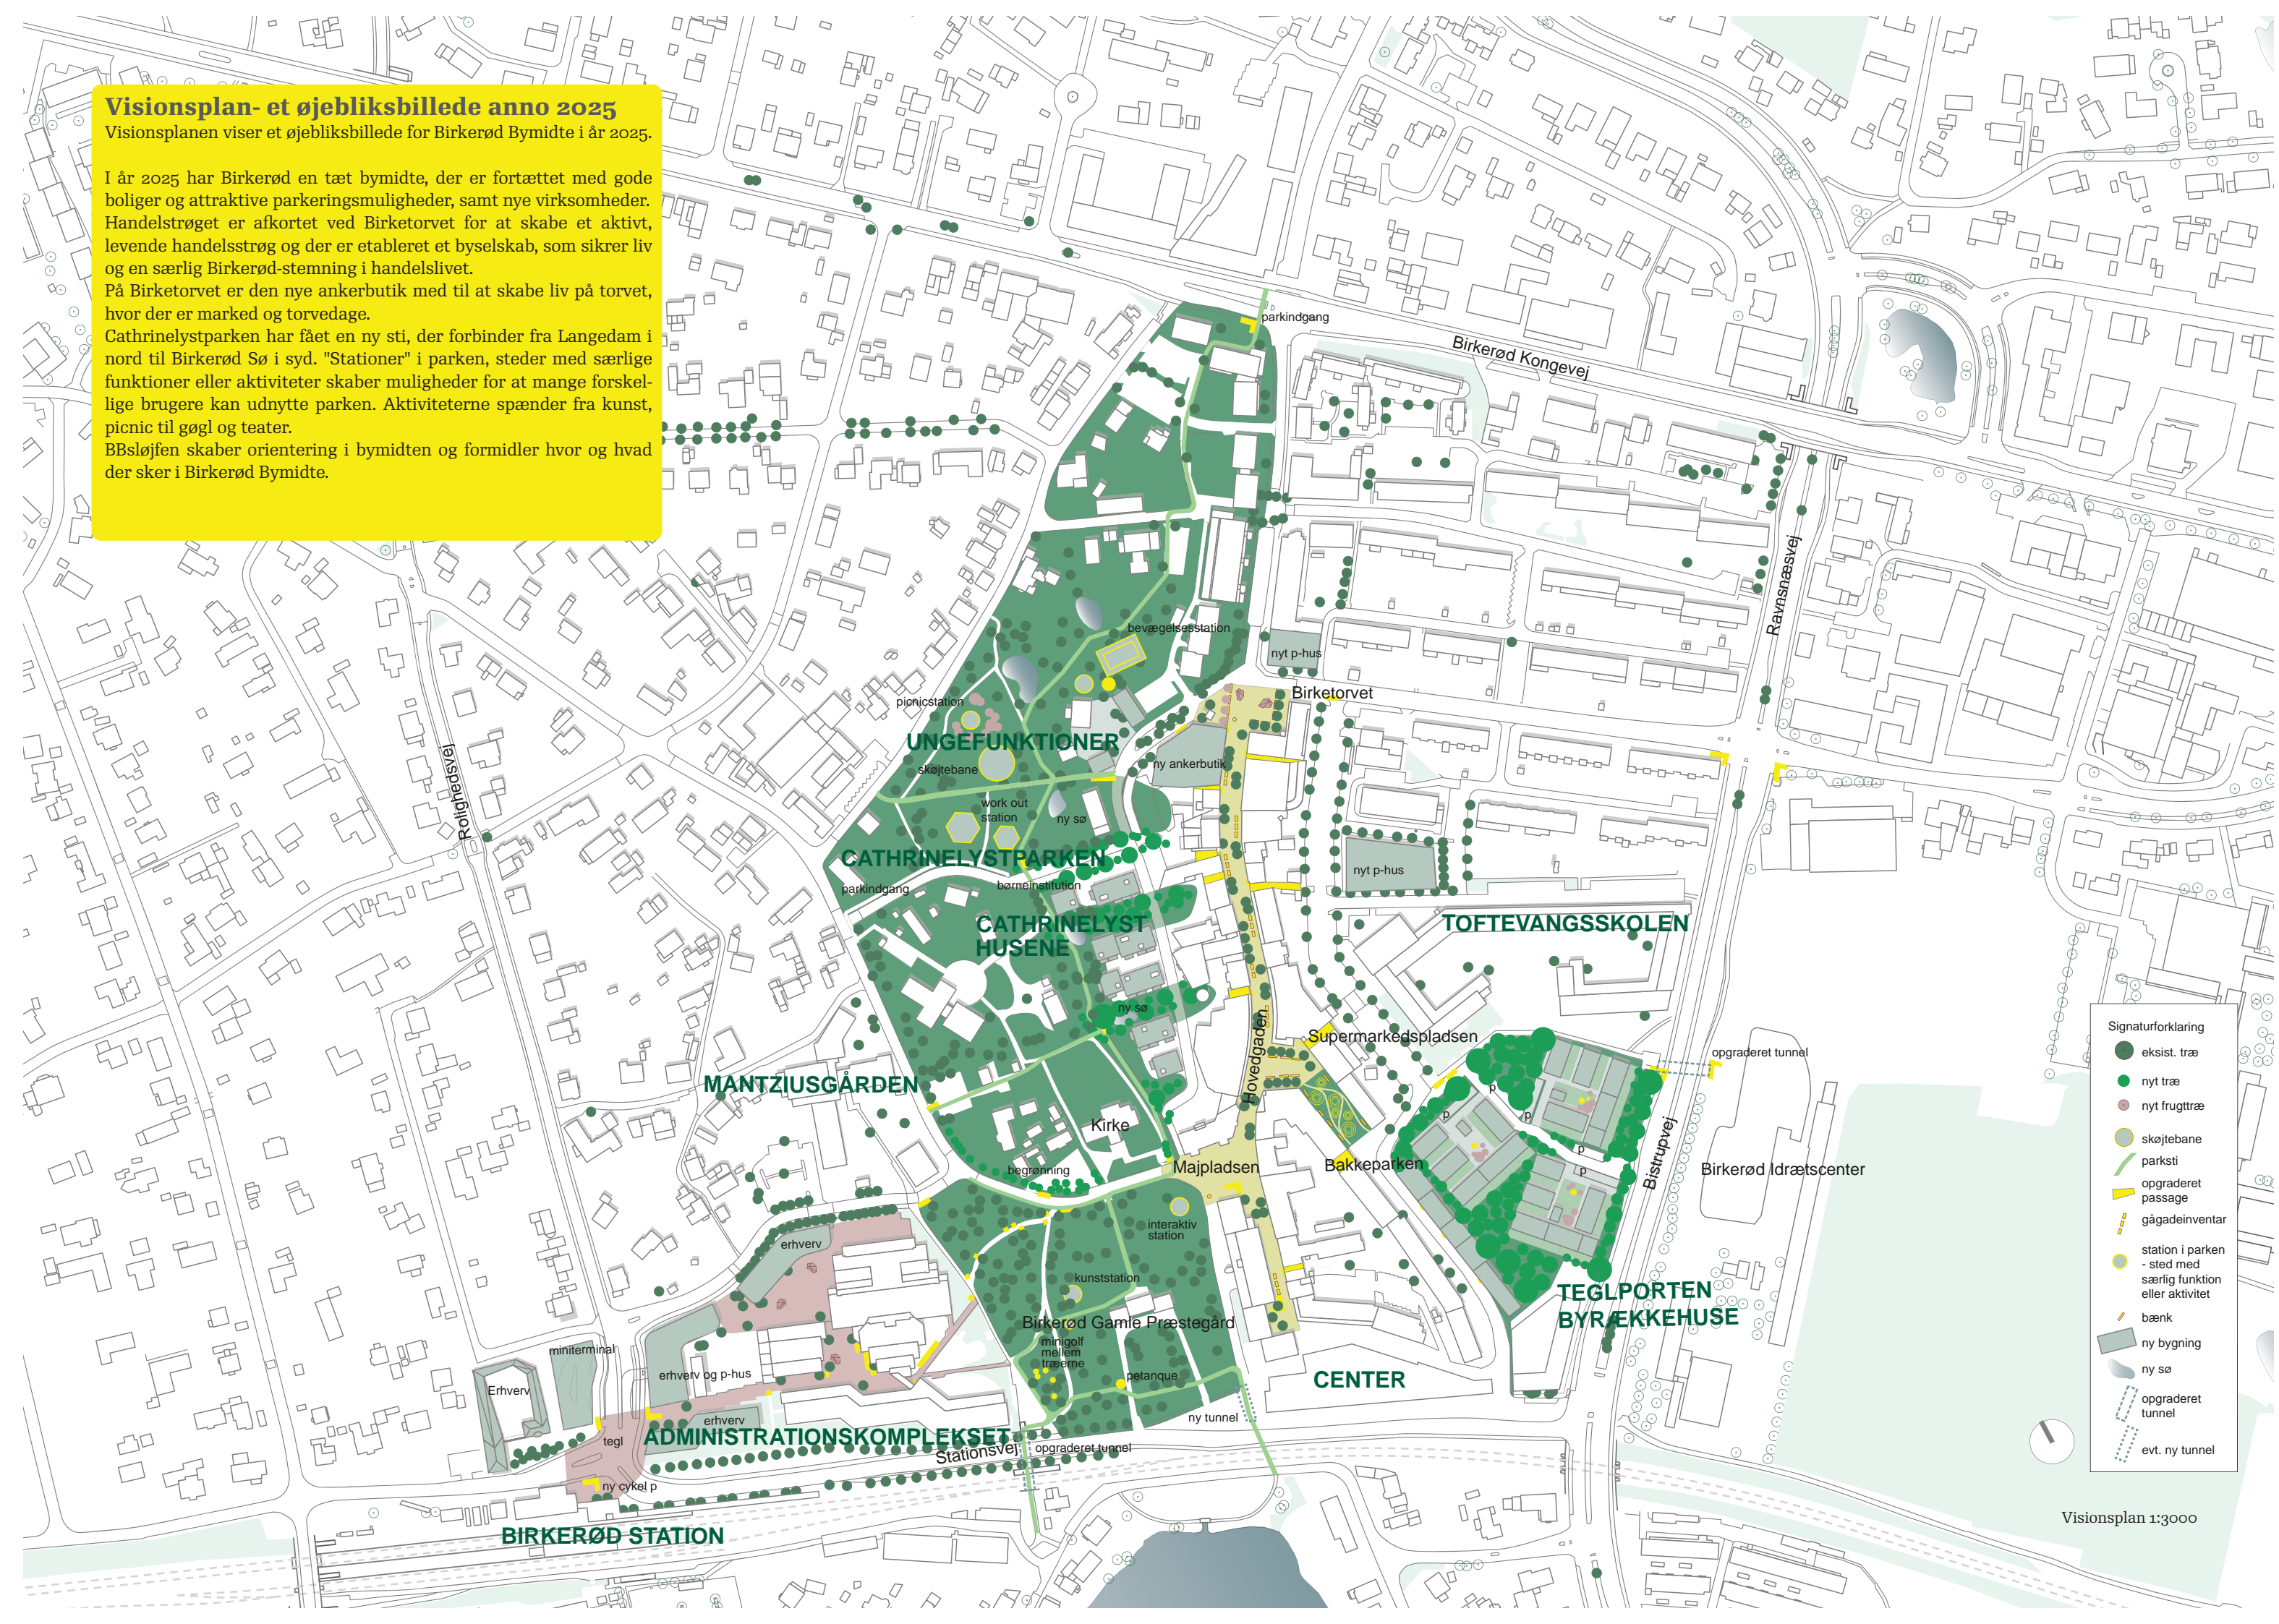 Visionsplan- et øjebliksbillede anno 2025
Visionsplanen viser et øjebliksbillede for Birkerød Bymidte i år 2025.
I år 2025 har Birkerød en tæt bymidte, der er fortættet med gode
boliger og attraktive parkeringsmuligheder, samt nye virksomheder.
Handelstrøget er afkortet ved Birketorvet for at skabe et aktivt,
levende handelsstrøg og der er etableret et byselskab, som sikrer liv
og en særlig Birkerød-stemning i handelslivet.
På Birketorvet er den nye ankerbutik med til at skabe liv på torvet,
hvor der er marked og torvedage.
Cathrinelystparken har fået en ny sti, der forbinder fra Langedam i
nord til Birkerød Sø i syd. "Stationer" i parken, steder med særlige
funktioner eller aktiviteter skaber muligheder for at mange forskel-
lige brugere kan udnytte parken. Aktiviteterne spænder fra kunst,
picnic til gøgl og teater.
BBsløjfen skaber orientering i bymidten og formidler hvor og hvad
der sker i Birkerød Bymidte.
parkindgang
Birkerød Kongevej
Ravnsnæsvej
bevægelsesstation
nyt p-hus
Birketorvet
picnicstation
UNGEFUNKTIONER
skøjtebane
ny ankerbutik
Rolighedsvej
work out
station
ny sø
CATHRINELYSTPARKEN
nyt p-hus
parkindgang
børneinstitution
CATHRINELYST
HUSENE
TOFTEVANGSSKOLEN
ny sø
Hovedgaden
Supermarkedspladsen
opgraderet tunnel
MANTZIUSGÅRDEN
p
p
p
p
p
Kirke
begrønning
Majpladsen
Bakkeparken
Bistrupvej
Birkerød Idrætscenter
interaktiv
station
erhverv
kunststation
TEGLPORTEN
BYRÆKKEHUSE
Birkerød Gamle Præstegård
minigolf
mellem
træerne
miniterminal
erhverv og p-hus
petanque
CENTER
Erhverv
ny tunnel
erhverv
tegl
ADMINISTRATIONSKOMPLEKSET
Stationsvej
opgraderet tunnel
ny cykel p
BIRKERØD STATION
Signaturforklaring
eksist. træ
nyt træ
nyt frugttræ
skøjtebane
parksti
opgraderet
passage
gågadeinventar
station i parken
- sted med
særlig funktion
eller aktivitet
bænk
ny bygning
ny sø
opgraderet
tunnel
evt. ny tunnel
Visionsplan 1:3000